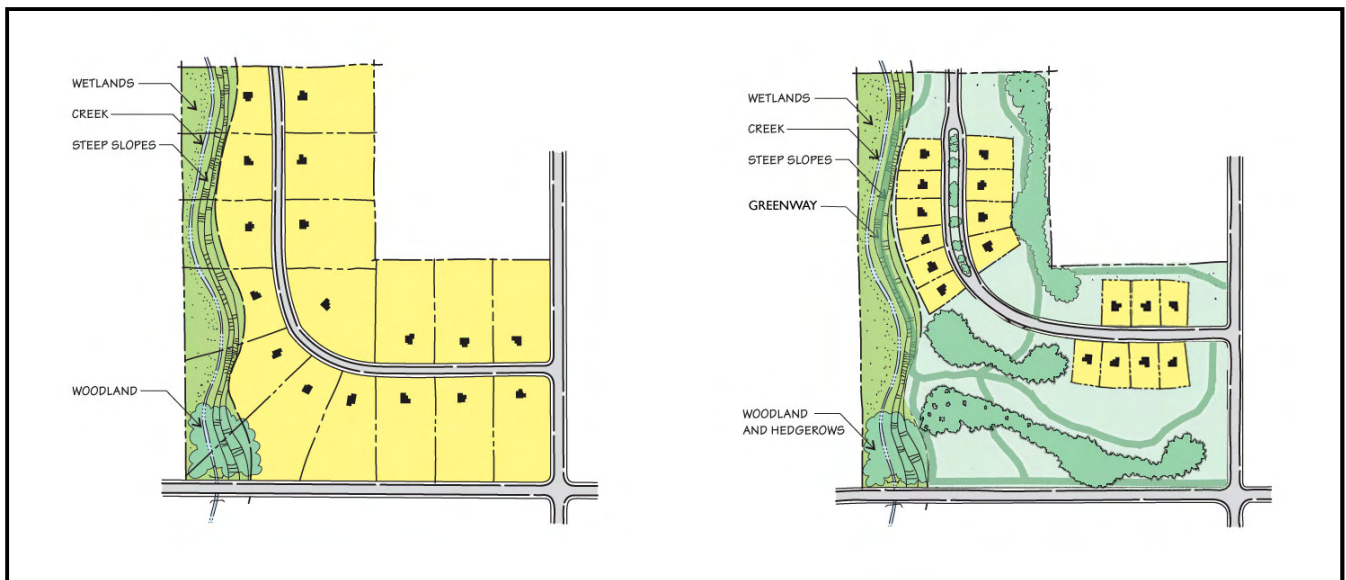 WETLANDS
CREEK
STEEP SLOPES
WOODLAND
WETLANDS
CREEK
STEEP SLOPES
GREENWAY
WOODLAND
AND HEDGEROWS